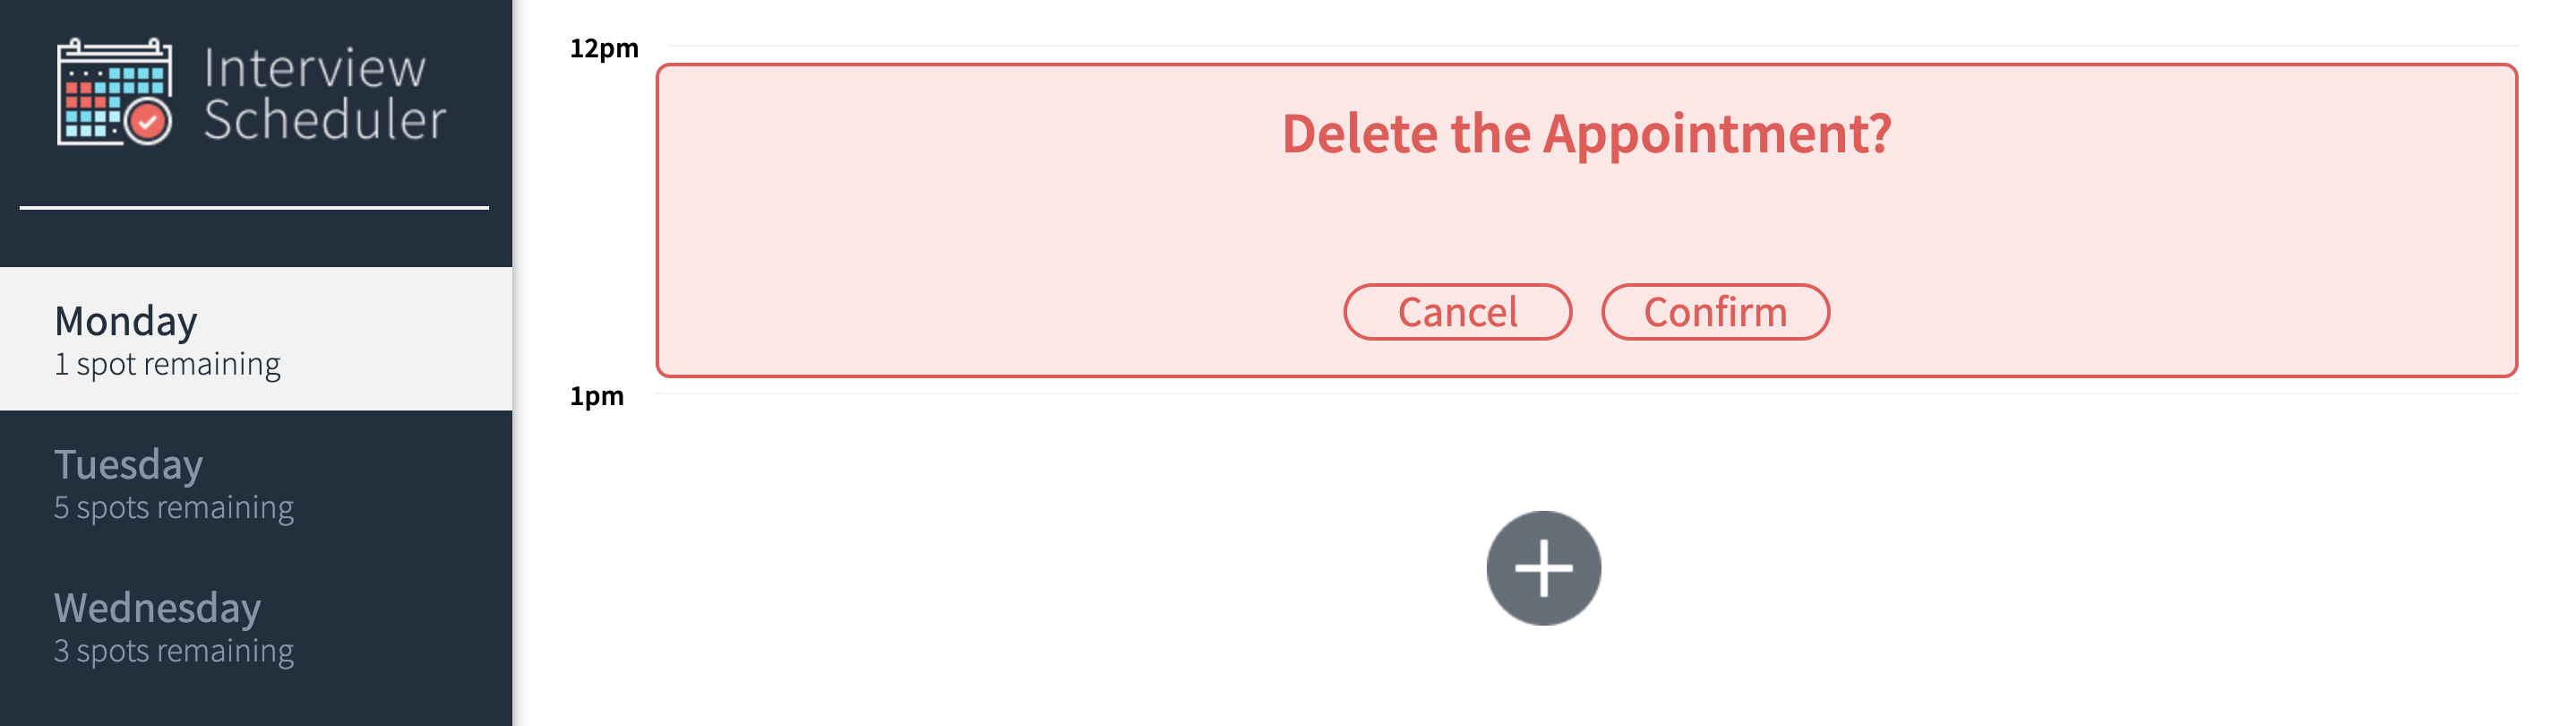 Interview
Scheduler
Monday
1 spot remaining
Tuesday
5 spots remaining
Wednesday
3 spots remaining
12pm
Delete the Appointment?
Cancel
Confirm
1pm